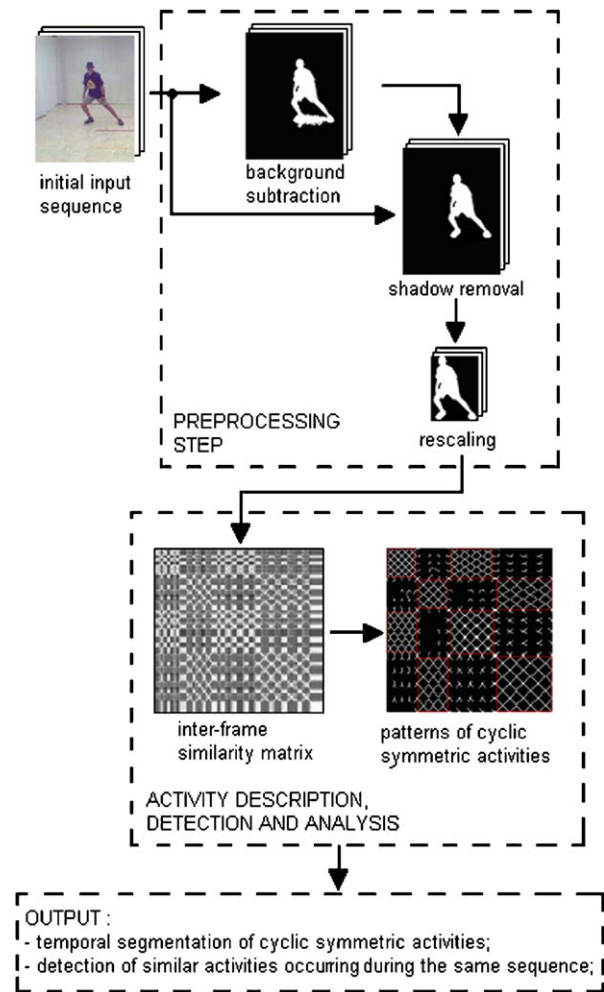 initial input
sequence
background
subtraction
shadow removal
rescaling
PREPROCESSING
STEP
inter-frame
similarity matrix
patterns of cyclic
symmetric activities
ACTIVITY DESCRIPTION,
DETECTION AND ANALYSIS
OUTPUT :
- temporal segmentation of cyclic symmetric activities;
- detection of similar activities occurring during the same sequence;